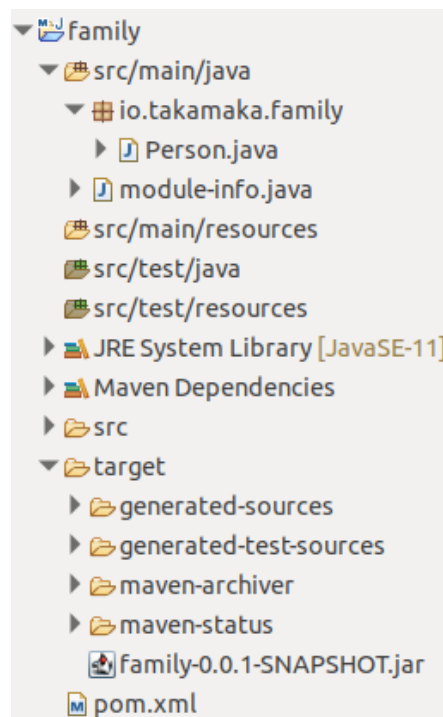 family
src/main/java
io.takamaka.family
Person.java
module-info.java
src/main/resources
src/test/java
src/test/resources
JRE System Library [JavaSE-11]
Maven Dependencies
src
target
generated-sources
generated-test-sources
maven-archiver
maven-status
family-0.0.1-SNAPSHOT.jar
pom.xml